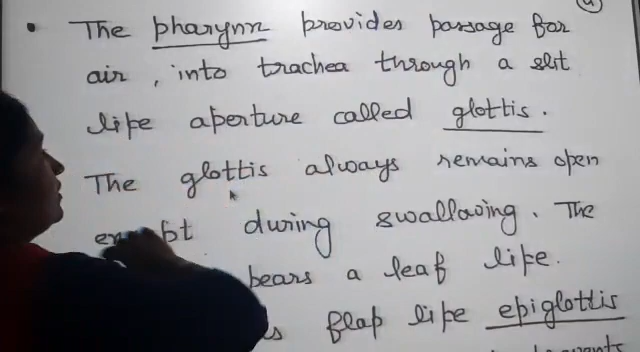 The pharynx provides passage for
air, into trachea through a slit
like aperture called glottis.
The glottis always remains open
during swallowing. The
bears a leaf like.
flap like epiglottis